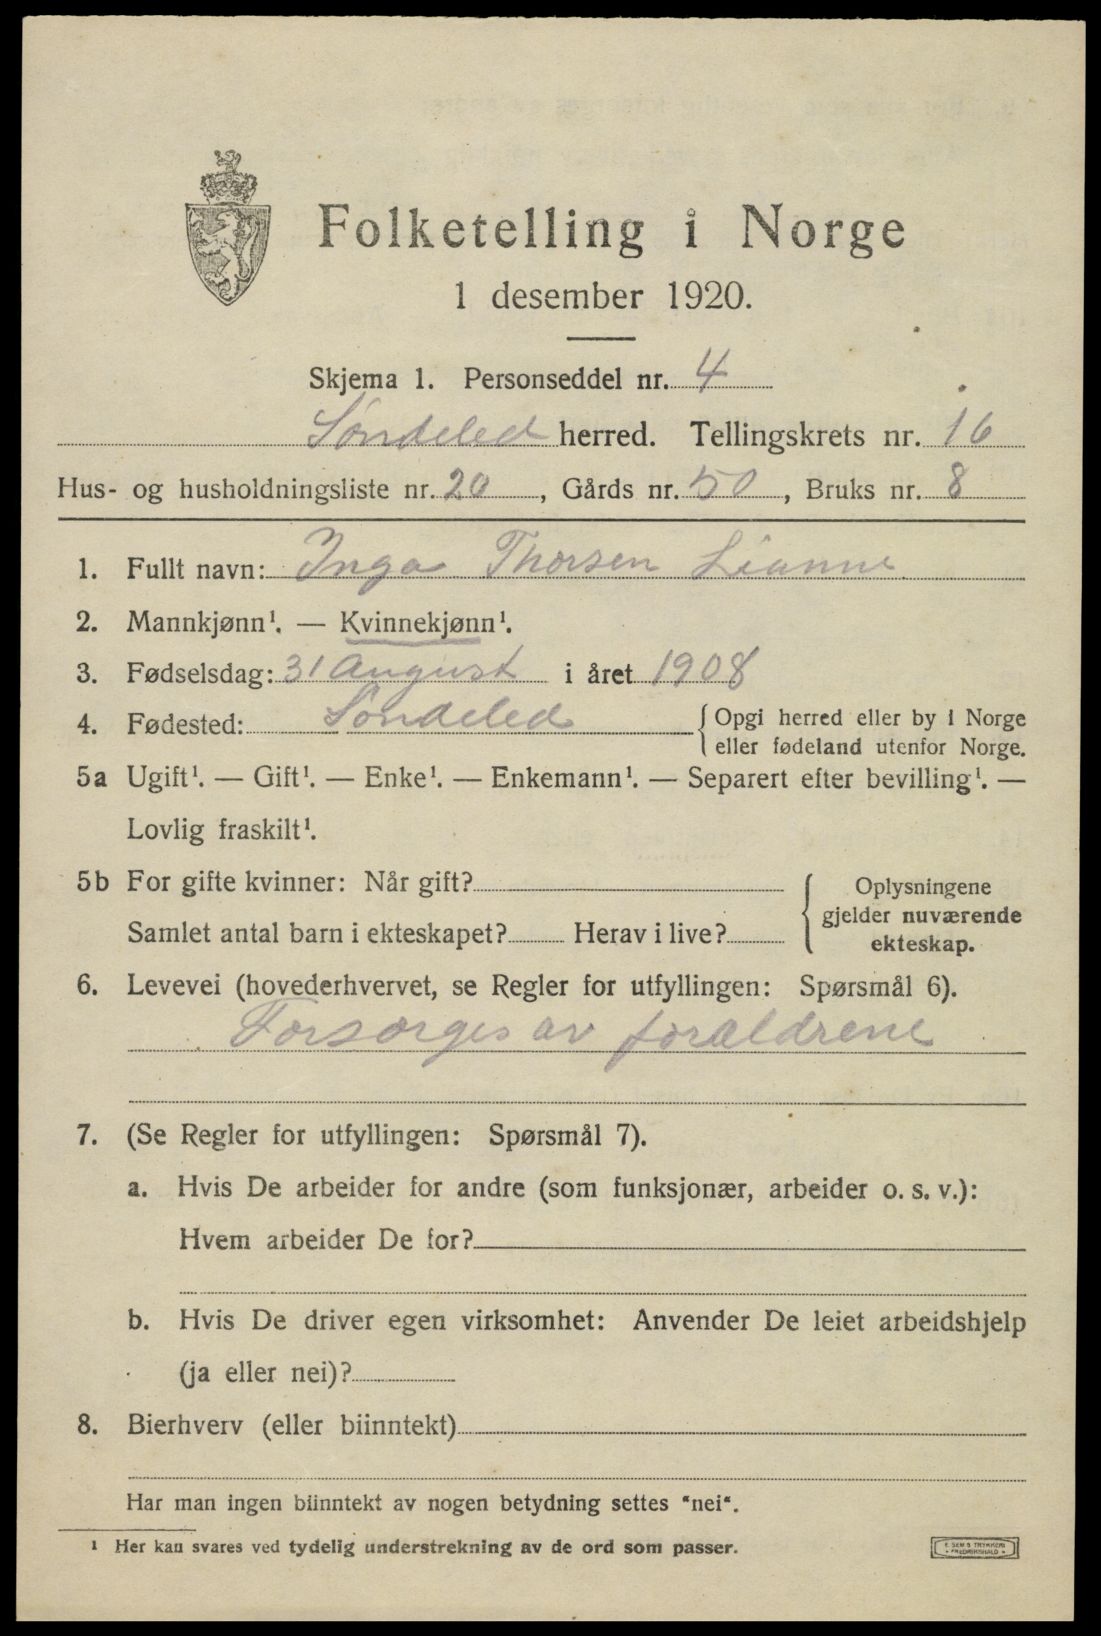 Folketelling i Norge
1 desember 1920.
Skjema 1. Personseddel nr. 4
Søndeled herred. Tellingskrets nr. 16
Hus- og husholdningsliste nr. 20, Gårds nr. 50, Bruks nr. 8
1. Fullt navn: Inga Thorsen Lianne
2. Mannkjønn¹. — Kvinnekjønn¹.
3. Fødselsdag: 31 August i året 1908
4. Fødested: Søndeled {Opgi herred eller by i Norge
eller fødeland utenfor Norge.
5a Ugift¹. — Gift¹. — Enke¹. — Enkemann¹. — Separert efter bevilling¹. —
Lovlig fraskilt¹.
5b For gifte kvinner: Når gift?
Samlet antal barn i ekteskapet? Herav i live?
{Oplysningene
gjelder nuværende
ekteskap.
6. Levevei (hovederhvervet, se Regler for utfyllingen: Spørsmål 6).
Forsørges av forældrene
7. (Se Regler for utfyllingen: Spørsmål 7).
a. Hvis De arbeider for andre (som funksjonær, arbeider o. s. v.):
Hvem arbeider De for?
b. Hvis De driver egen virksomhet: Anvender De leiet arbeidshjelp
(ja eller nei)?
8. Bierhverv (eller biinntekt)
Har man ingen biinntekt av nogen betydning settes "nei".
¹ Her kan svares ved tydelig understrekning av de ord som passer.
E. SEM'S TRYKKERI
FREDRIKSHALD